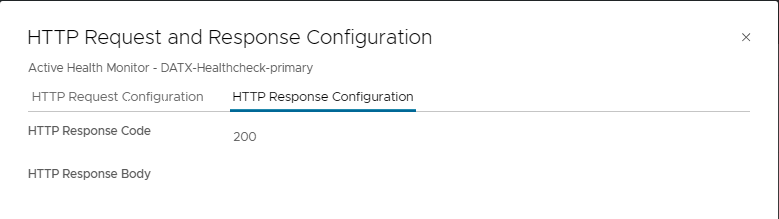 HTTP Request and Response Configuration
Active Health Monitor - DATX-Healthcheck-primary
HTTP Request Configuration HTTP Response Configuration
HTTP Response Code 200
HTTP Response Body